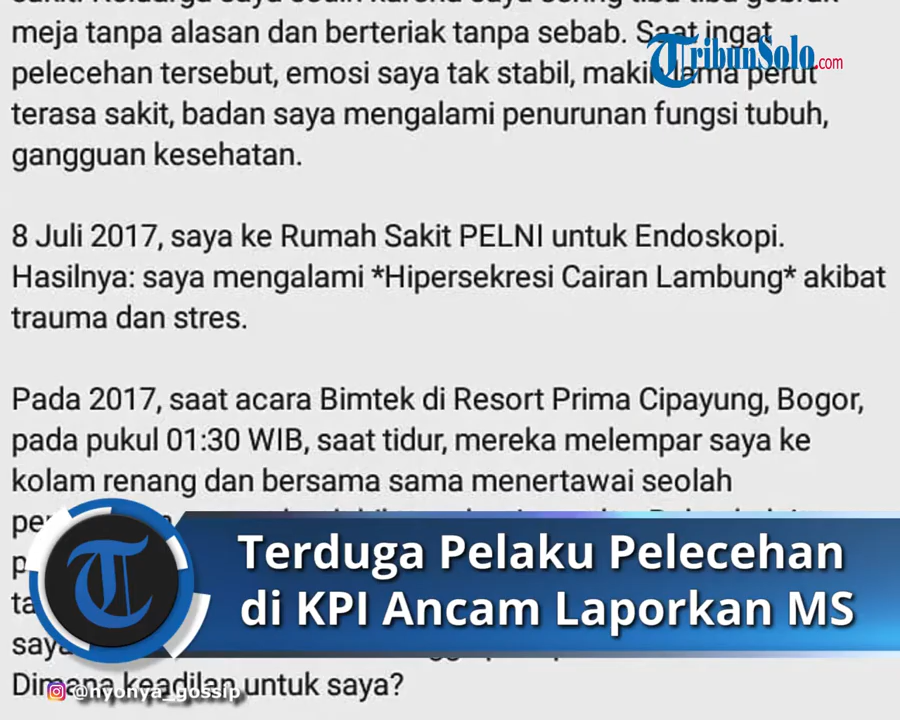 meja tanpa alasan dan berteriak tanpa sebab. Saat ingat
pelecehan tersebut, emosi saya tak stabil, makin lama perut
terasa sakit, badan saya mengalami penurunan fungsi tubuh,
gangguan kesehatan.
TribunSolo.com
8 Juli 2017, saya ke Rumah Sakit PELNI untuk Endoskopi.
Hasilnya: saya mengalami *Hipersekresi Cairan Lambung* akibat
trauma dan stres.
Pada 2017, saat acara Bimtek di Resort Prima Cipayung, Bogor,
pada pukul 01:30 WIB, saat tidur, mereka melempar saya ke
kolam renang dan bersama sama menertawai seolah
Terduga Pelaku Pelecehan
di KPI Ancam Laporkan MS
Dimana keadilan untuk saya?
@nyonya_gossip